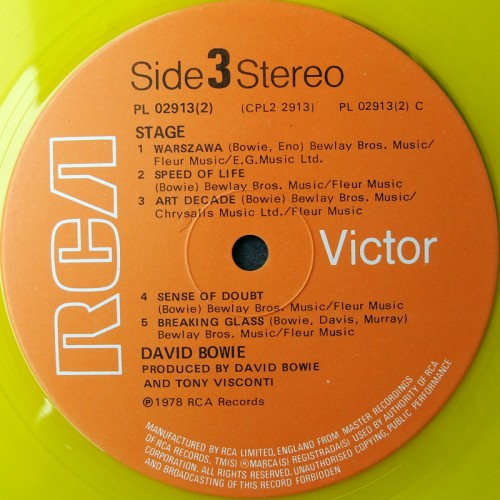 Side 3 Stereo
PL 02913(2) (CPL2 2913) PL 02913(2) C
STAGE
1 WARSZAWA (Bowie, Eno) Bewlay Bros. Music/
Fleur Music/E.G.Music Ltd.
2 SPEED OF LIFE
(Bowie) Bewlay Bros. Music/Fleur Music
3 ART DECADE (Bowie) Bewlay Bros. Music/
Chrysalis Music Ltd./Fleur Music
RCA
Victor
4 SENSE OF DOUBT
(Bowie) Bewlay Bros. Music/Fleur Music
5 BREAKING GLASS (Bowie, Davis, Murray)
Bewlay Bros. Music/Fleur Music
DAVID BOWIE
PRODUCED BY DAVID BOWIE
AND TONY VISCONTI
℗1978 RCA Records
MANUFACTURED BY RCA LIMITED, ENGLAND FROM MASTER RECORDINGS
OF RCA RECORDS. TM(S) ® MARCA(S) REGISTRADA(S) USED BY AUTHORITY OF RCA
CORPORATION. ALL RIGHTS RESERVED. UNAUTHORISED COPYING, PUBLIC PERFORMANCE
AND BROADCASTING OF THIS RECORD FORBIDDEN